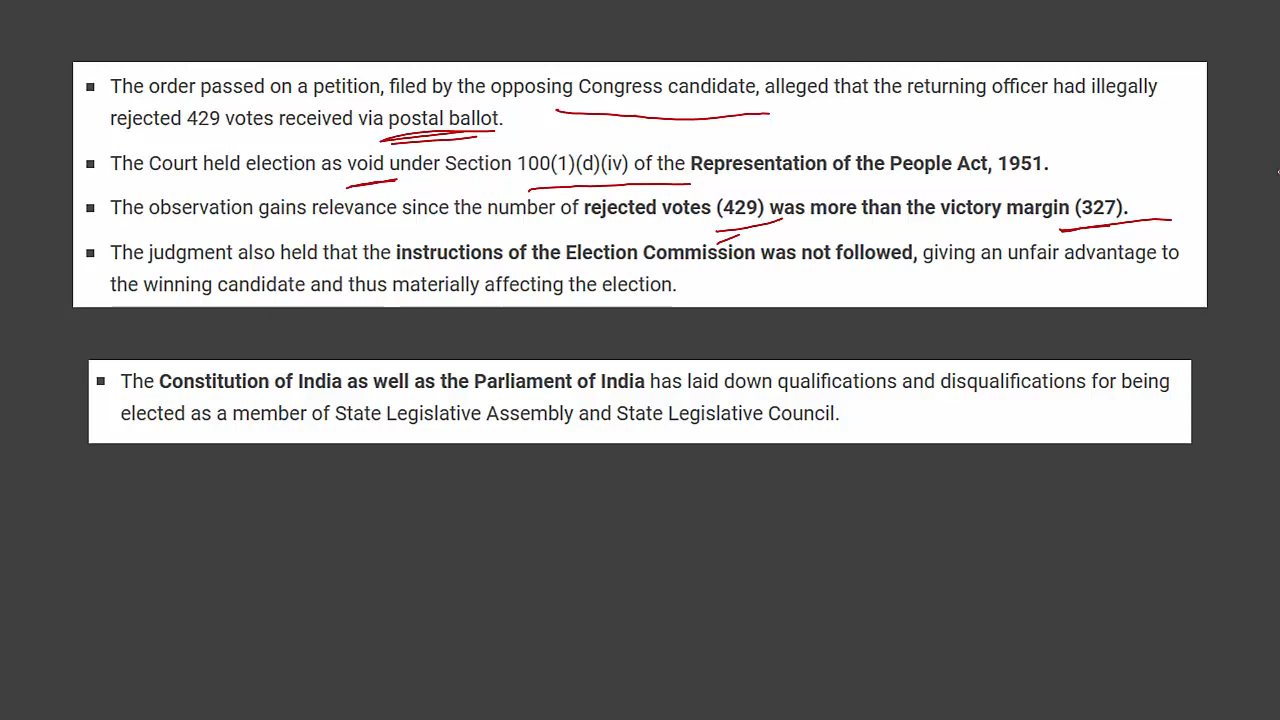 The order passed on a petition, filed by the opposing Congress candidate, alleged that the returning officer had illegally
rejected 429 votes received via postal ballot.
The Court held election as void under Section 100(1)(d)(iv) of the Representation of the People Act, 1951.
The observation gains relevance since the number of rejected votes (429) was more than the victory margin (327).
The judgment also held that the instructions of the Election Commission was not followed, giving an unfair advantage to
the winning candidate and thus materially affecting the election.
The Constitution of India as well as the Parliament of India has laid down qualifications and disqualifications for being
elected as a member of State Legislative Assembly and State Legislative Council.